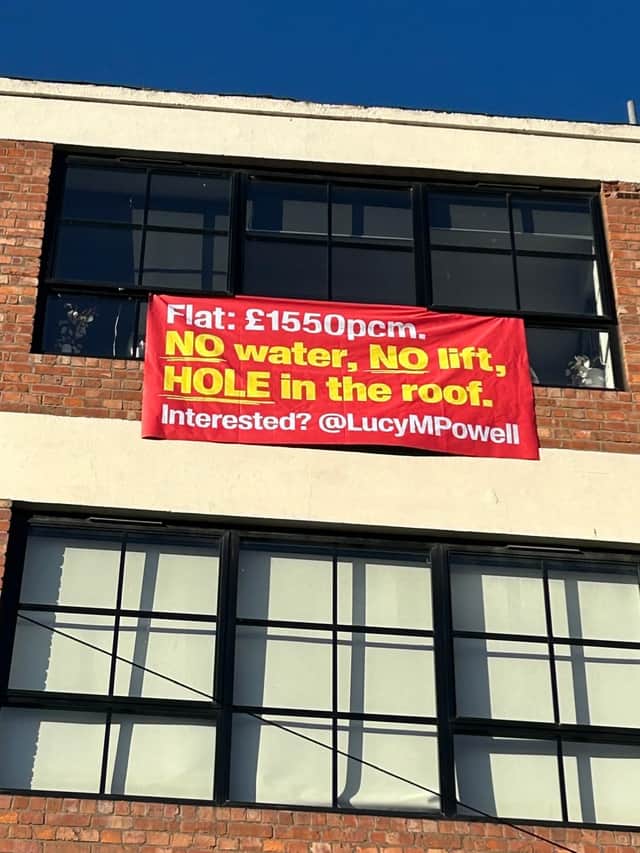 Flat: £1550pcm.
NO water, NO lift,
HOLE in the roof.
Interested? @LucyMPowell